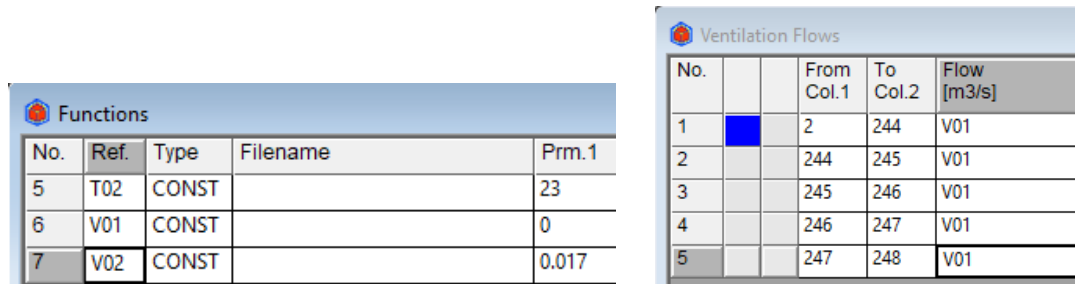 Functions
No. Ref. Type Filename Prm.1
5 T02 CONST 23
6 V01 CONST 0
7 V02 CONST 0.017
Ventilation Flows
No. From To Flow
Col.1 Col.2 [m3/s]
1 2 244 V01
2 244 245 V01
3 245 246 V01
4 246 247 V01
5 247 248 V01